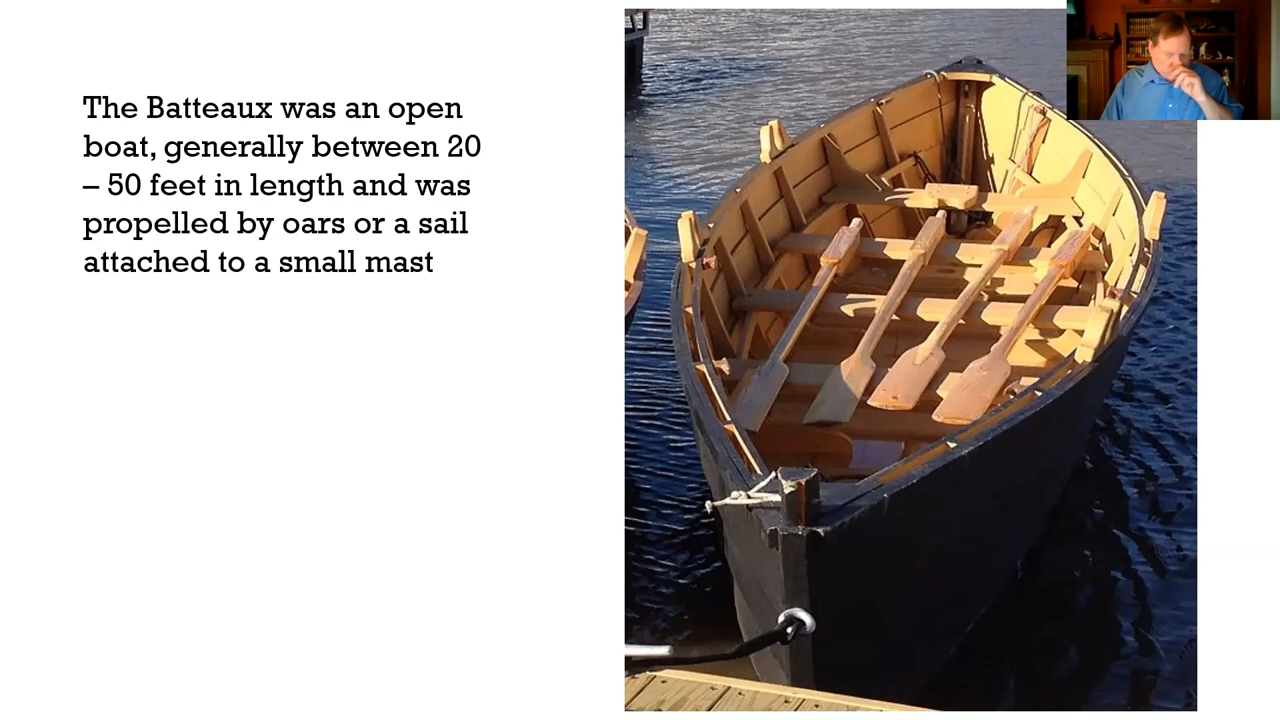 The Batteaux was an open
boat, generally between 20
– 50 feet in length and was
propelled by oars or a sail
attached to a small mast